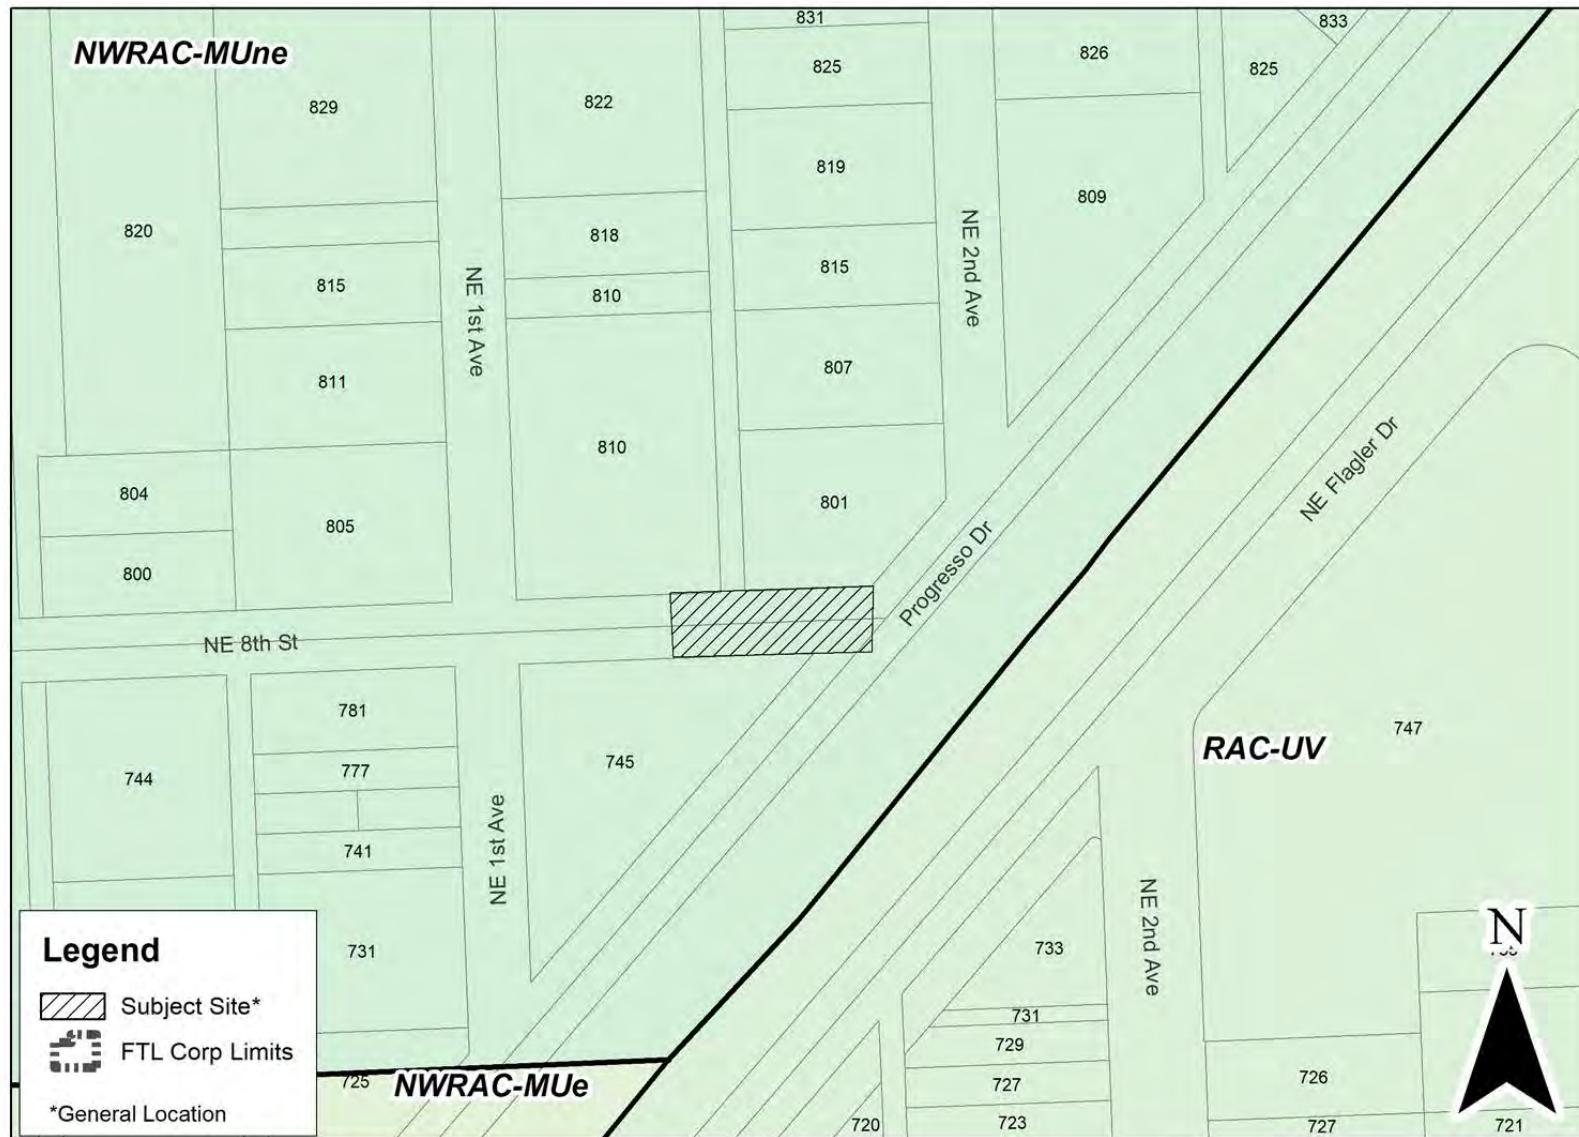 NWRAC-MUne
831
833
829
822
825
826
825
820
819
809
818
815
810
815
807
811
810
NE 1st Ave
NE 2nd Ave
804
805
801
800
NE 8th St
Progresso Dr
NE Flagler Dr
781
744
777
745
741
NE 1st Ave
RAC-UV
747
731
733
NE 2nd Ave
731
729
727
726
723
720
727
721
725
NWRAC-MUe
N
Legend
Subject Site*
FTL Corp Limits
*General Location